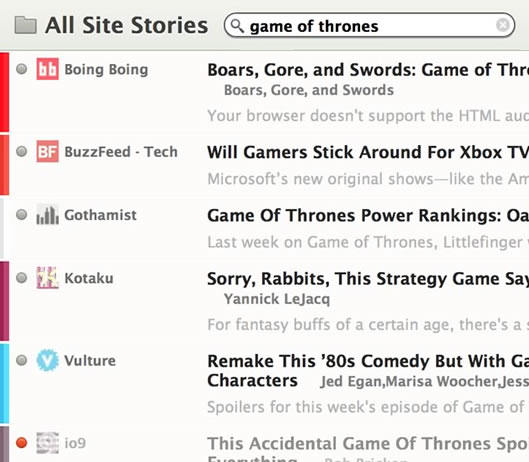 All Site Stories game of thrones
bb Boing Boing Boars, Gore, and Swords: Game of Thr
Boars, Gore, and Swords
Your browser doesn't support the HTML aud
BF BuzzFeed - Tech Will Gamers Stick Around For Xbox TV
Microsoft's new original shows—like the Am
Gothamist Game Of Thrones Power Rankings: Oa
Last week on Game of Thrones, Littlefinger
Kotaku Sorry, Rabbits, This Strategy Game Say
Yannick LeJacq
For fantasy buffs of a certain age, there's a s
V Vulture Remake This ’80s Comedy But With Ga
Characters Jed Egan,Marisa Woocher,Jess
Spoilers for this week's episode of Game of
io9 This Accidental Game Of Thrones Spo
Everything Rob Bricken